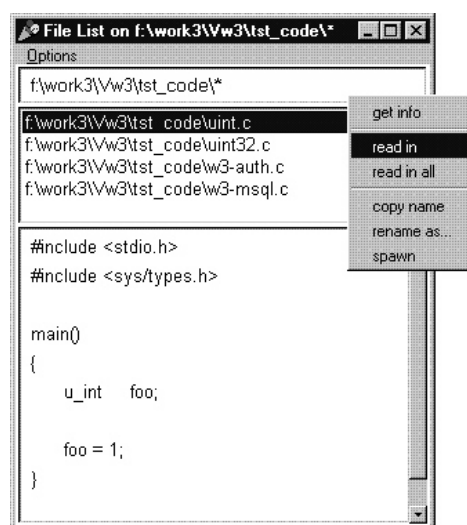 File List on f:\work3\Vw3\tst_code\*
Options
f:\work3\Vw3\tst_code\*
f:\work3\Vw3\tst_code\uint.c
f:\work3\Vw3\tst_code\uint32.c
f:\work3\Vw3\tst_code\w3-auth.c
f:\work3\Vw3\tst_code\w3-msql.c
get info
read in
read in all
copy name
rename as...
spawn
#include <stdio.h>
#include <sys/types.h>
main()
{
u_int foo;
foo = 1;
}